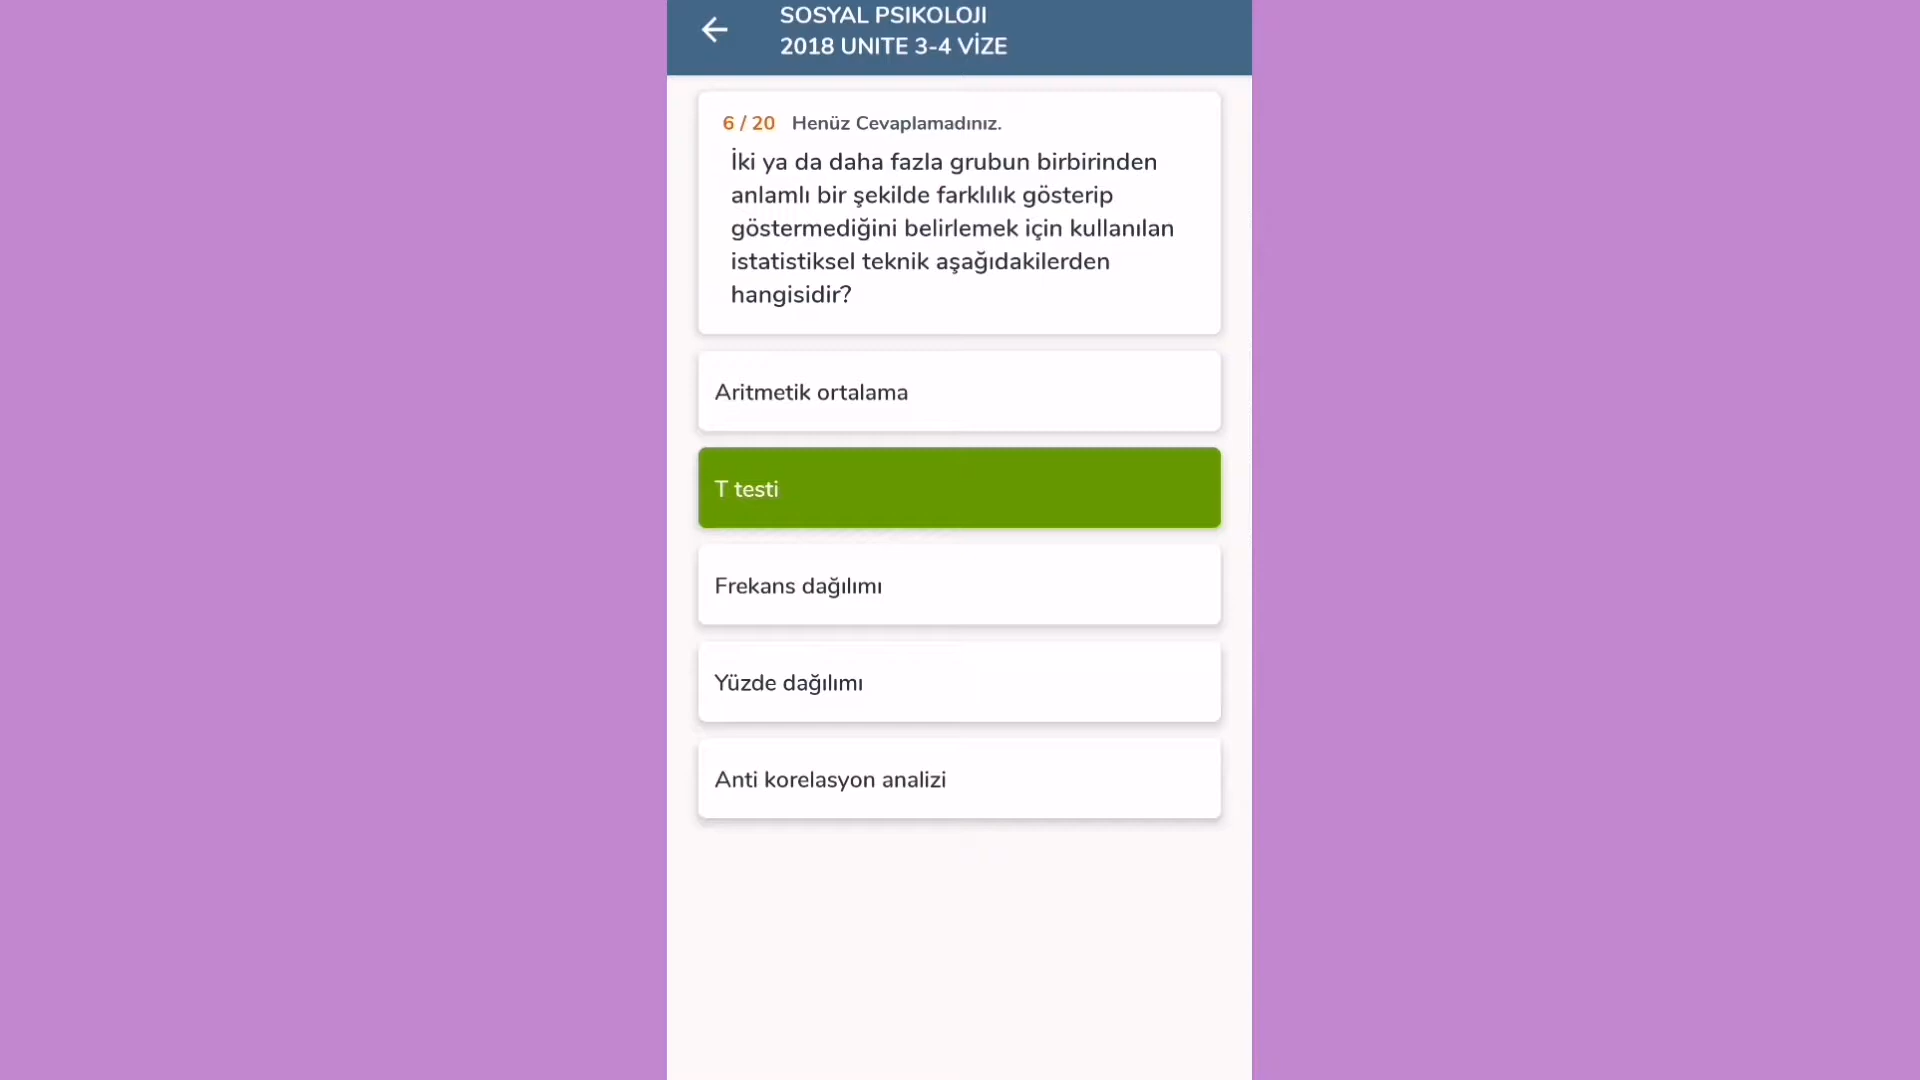 SOSYAL PSIKOLOJI
2018 UNITE 3-4 VİZE
6 / 20 Henüz Cevaplamadınız.
İki ya da daha fazla grubun birbirinden
anlamlı bir şekilde farklılık gösterip
göstermediğini belirlemek için kullanılan
istatistiksel teknik aşağıdakilerden
hangisidir?
Aritmetik ortalama
T testi
Frekans dağılımı
Yüzde dağılımı
Anti korelasyon analizi